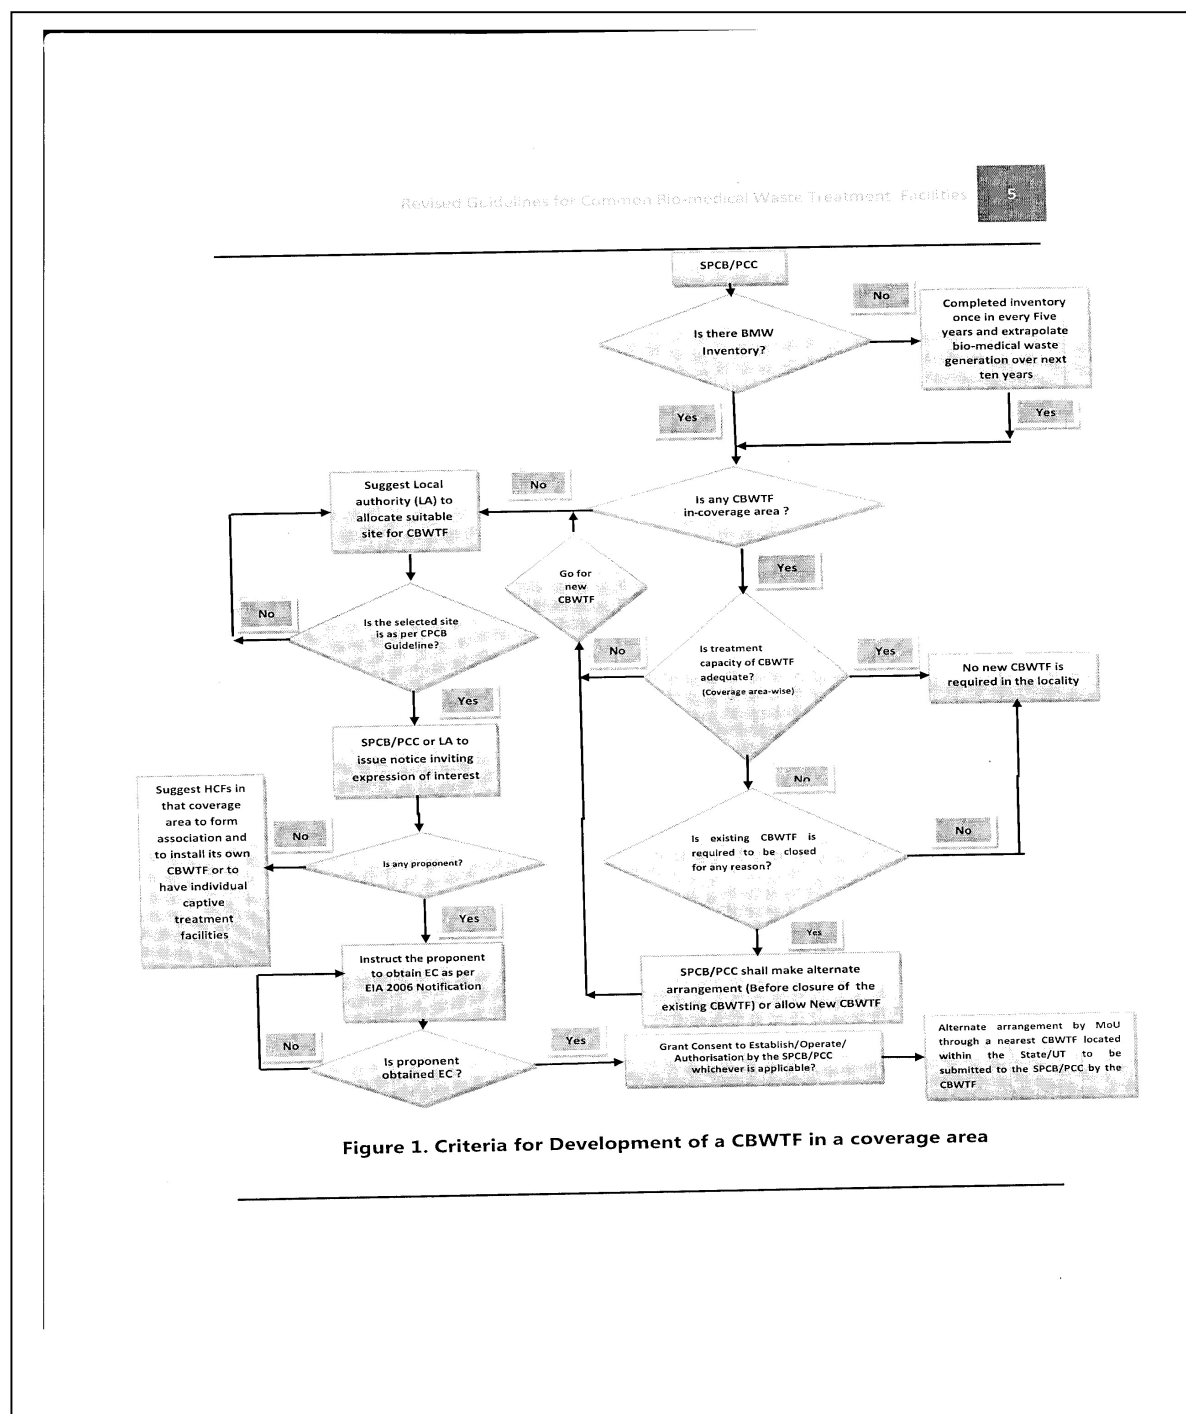 Revised Guidelines for Common Bio-medical Waste Treatment Facilities
5
SPCB/PCC
Is there BMW
Inventory?
No
Completed inventory
once in every Five
years and extrapolate
bio-medical waste
generation over next
ten years
Yes
Yes
Is any CBWTF
in-coverage area ?
No
Suggest Local
authority (LA) to
allocate suitable
site for CBWTF
Yes
Go for
new
CBWTF
No
Is the selected site
is as per CPCB
Guideline?
Is treatment
capacity of CBWTF
adequate?
(Coverage area-wise)
No
Yes
No new CBWTF is
required in the locality
Yes
SPCB/PCC or LA to
issue notice inviting
expression of interest
No
Suggest HCFs in
that coverage
area to form
association and
to install its own
CBWTF or to
have individual
captive
treatment
facilities
No
Is any proponent?
Is existing CBWTF is
required to be closed
for any reason?
No
Yes
Yes
Instruct the proponent
to obtain EC as per
EIA 2006 Notification
SPCB/PCC shall make alternate
arrangement (Before closure of the
existing CBWTF) or allow New CBWTF
No
Is proponent
obtained EC ?
Yes
Grant Consent to Establish/Operate/
Authorisation by the SPCB/PCC
whichever is applicable?
Alternate arrangement by MoU
through a nearest CBWTF located
within the State/UT to be
submitted to the SPCB/PCC by the
CBWTF
Figure 1. Criteria for Development of a CBWTF in a coverage area